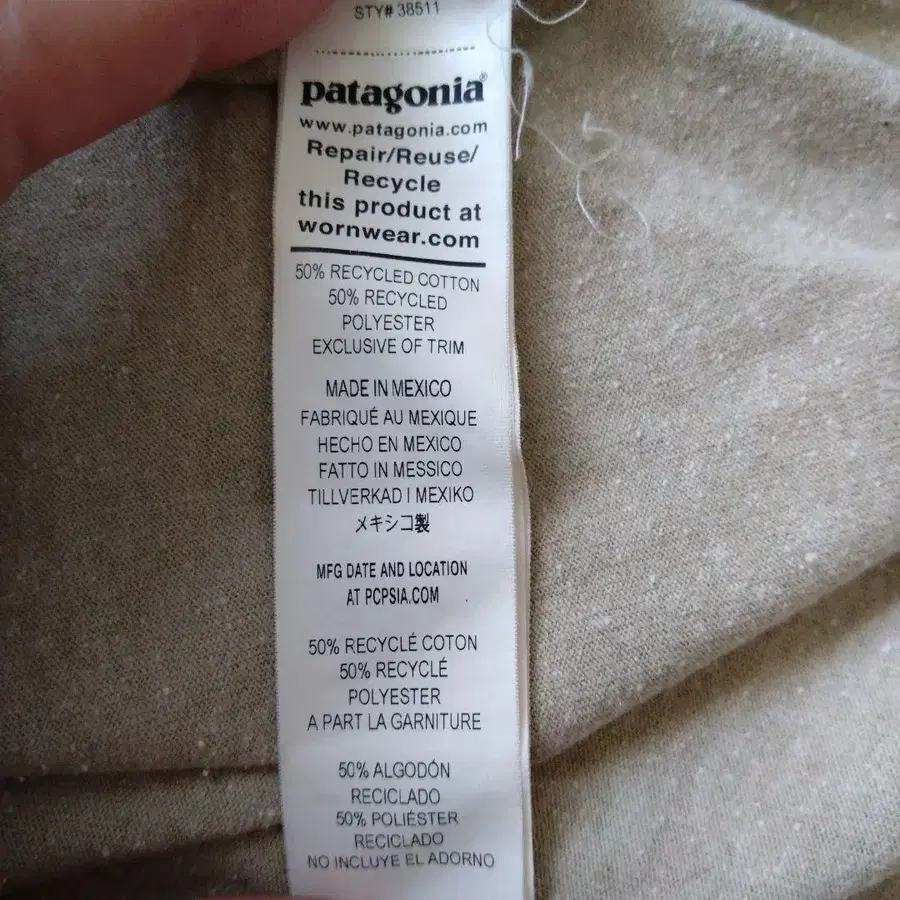 STY# 38511
patagonia®
www.patagonia.com
Repair/Reuse/
Recycle
this product at
wornwear.com
50% RECYCLED COTTON
50% RECYCLED
POLYESTER
EXCLUSIVE OF TRIM
MADE IN MEXICO
FABRIQUÉ AU MEXIQUE
HECHO EN MEXICO
FATTO IN MESSICO
TILLVERKAD I MEXIKO
メキシコ製
MFG DATE AND LOCATION
AT PCPSIA.COM
50% RECYCLÉ COTON
50% RECYCLÉ
POLYESTER
A PART LA GARNITURE
50% ALGODÓN
RECICLADO
50% POLIÉSTER
RECICLADO
NO INCLUYE EL ADORNO